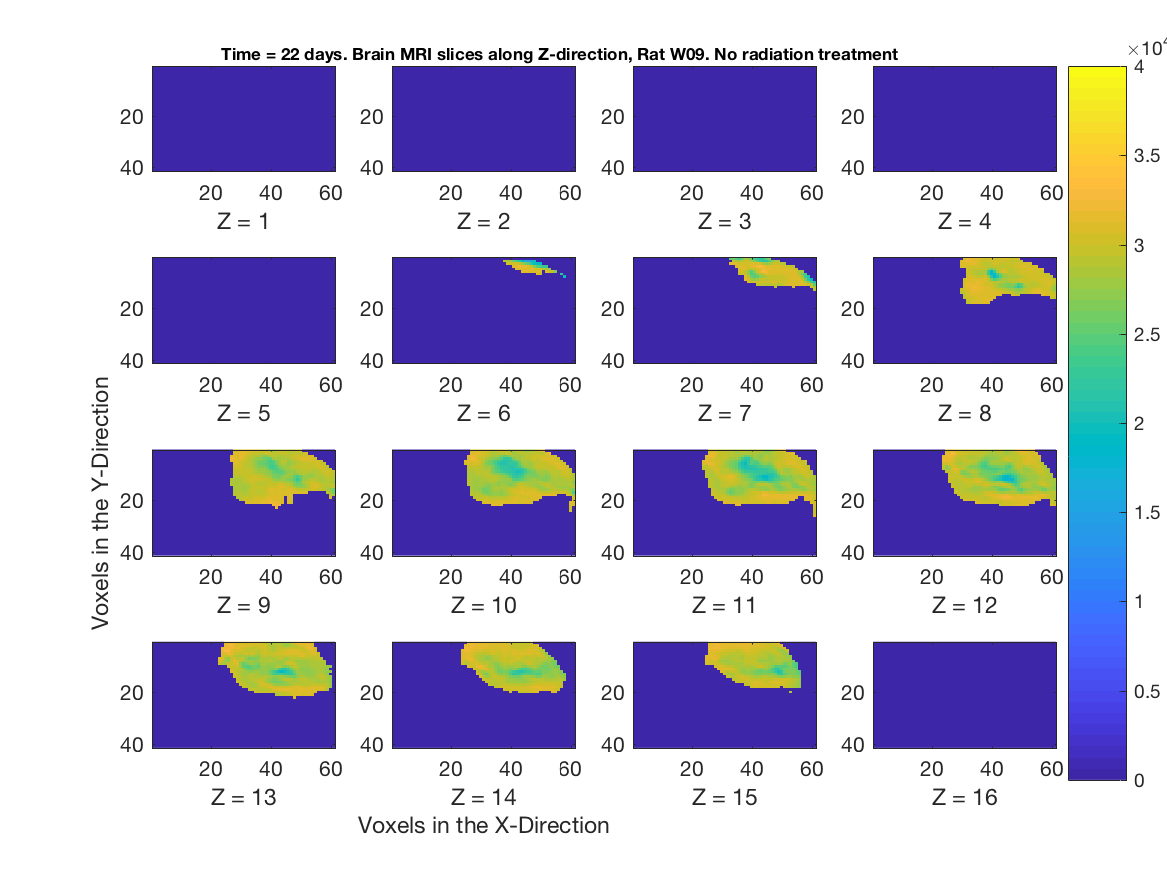 Time = 22 days. Brain MRI slices along Z-direction, Rat W09. No radiation treatment
×10⁴
20
40
20 40 60
Z = 1
20
40
20 40 60
Z = 2
20
40
20 40 60
Z = 3
20
40
20 40 60
Z = 4
20
40
20 40 60
Z = 5
20
40
20 40 60
Z = 6
20
40
20 40 60
Z = 7
20
40
20 40 60
Z = 8
20
40
20 40 60
Z = 9
20
40
20 40 60
Z = 10
20
40
20 40 60
Z = 11
20
40
20 40 60
Z = 12
20
40
20 40 60
Z = 13
20
40
20 40 60
Z = 14
20
40
20 40 60
Z = 15
20
40
20 40 60
Z = 16
Voxels in the Y-Direction
Voxels in the X-Direction
4
3.5
3
2.5
2
1.5
1
0.5
0